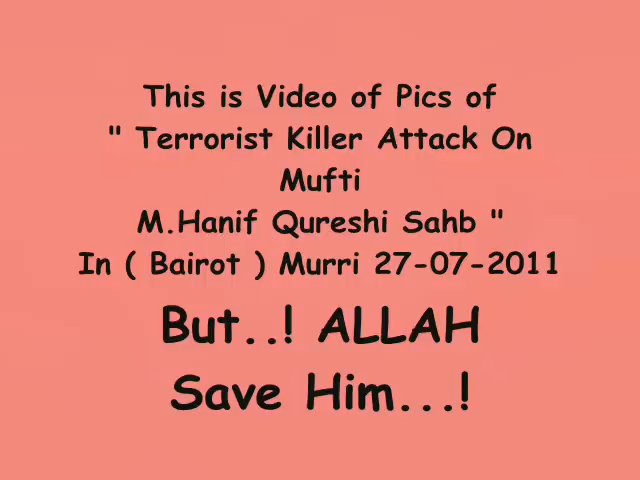 This is Video of Pics of
" Terrorist Killer Attack On
Mufti
M.Hanif Qureshi Sahb "
In ( Bairot ) Murri 27-07-2011
But..! ALLAH
Save Him...!